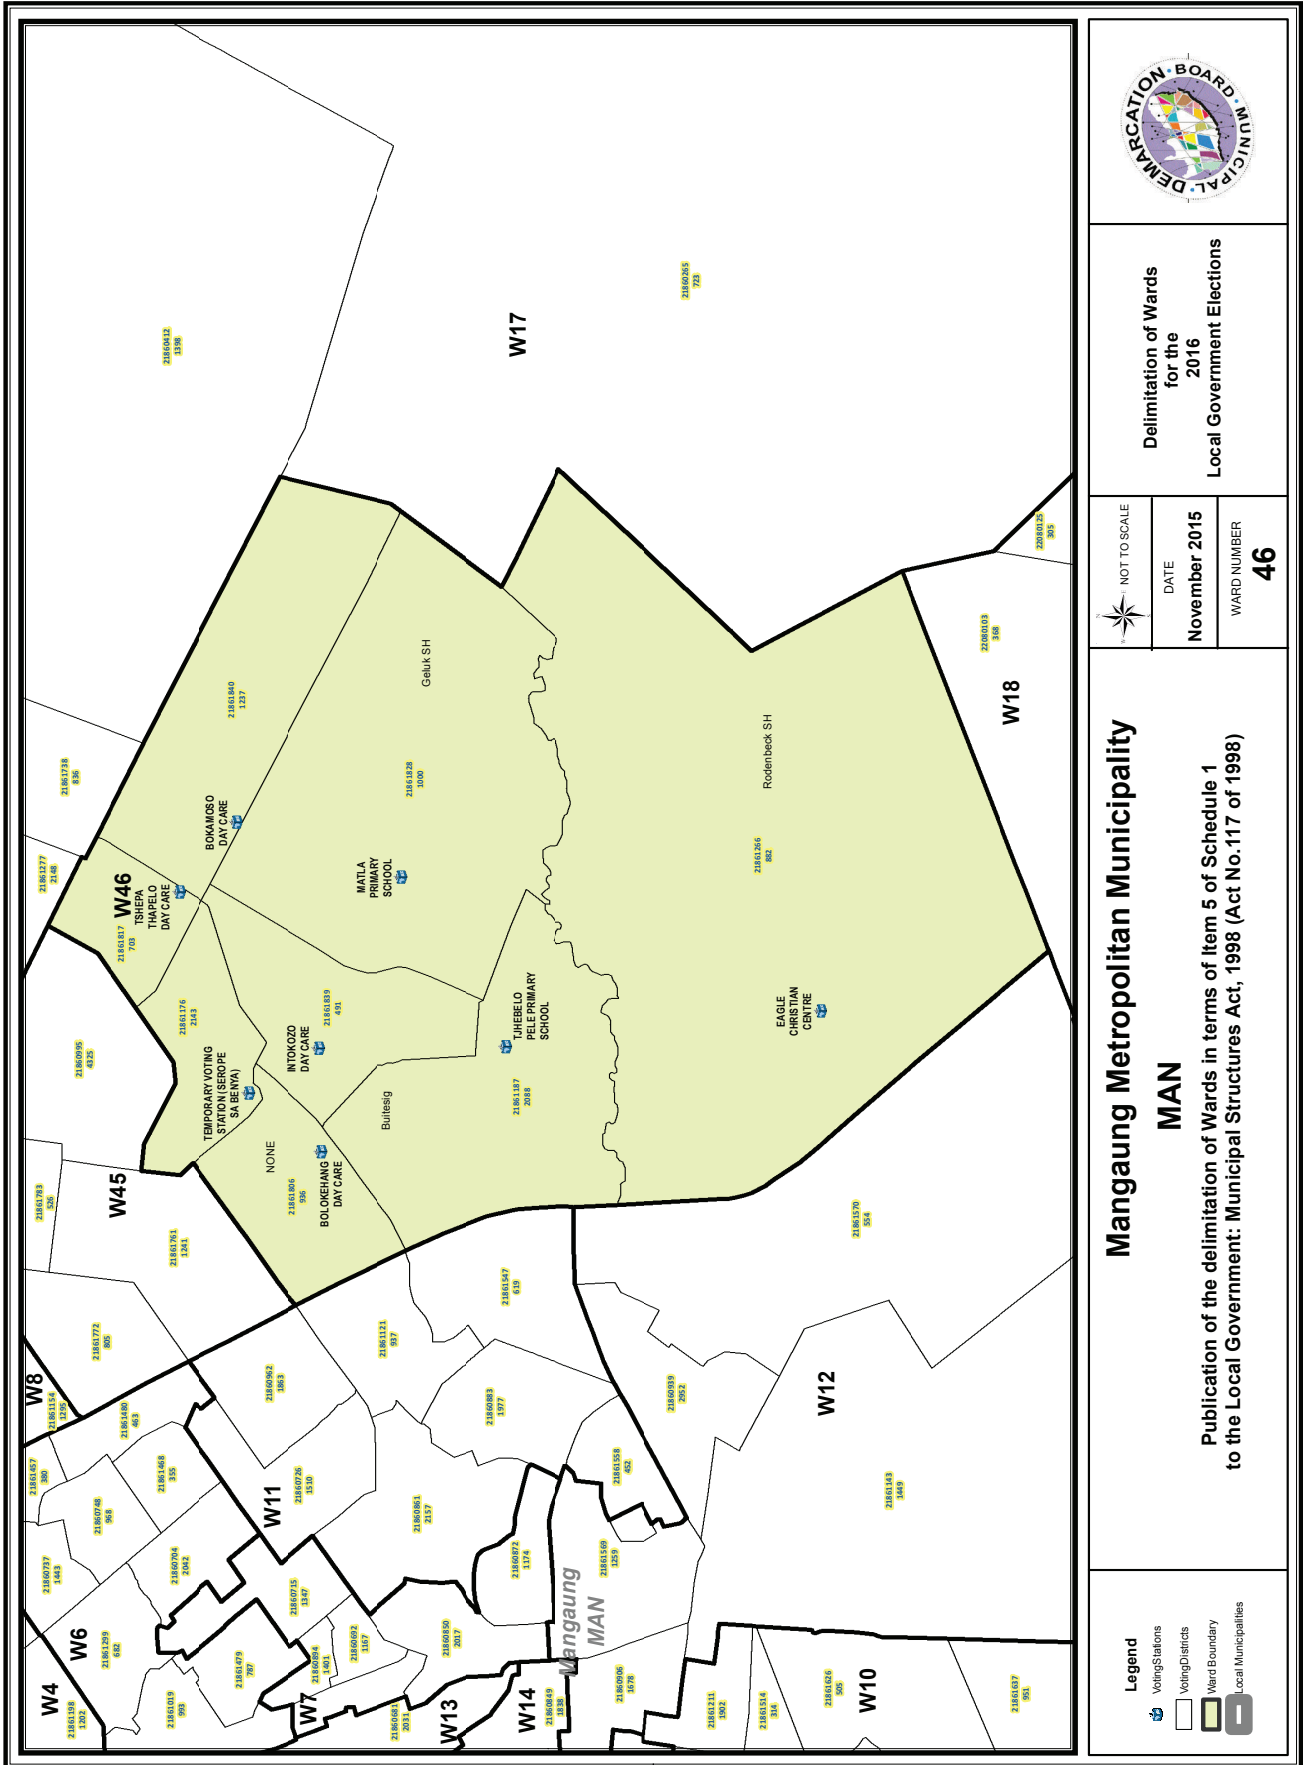 W17
W46
W45
W8
W11
W6
W4
W7
W13
W14
W12
W10
W18
Mangaung
MAN
21860412
1398
21860265
723
22080125
305
22080103
368
21861738
836
21861277
2148
21861840
1237
BOKAMOSO
DAY CARE
TSHEPA
THAPELO
DAY CARE
21861817
703
Geluk SH
21861828
1000
MATLA
PRIMARY
SCHOOL
21861176
2143
TEMPORARY VOTING
STATION (SEROPE
SA BENYA)
21861839
491
INTOKOZO
DAY CARE
NONE
21861806
936
BOLOKEHANG
DAY CARE
Buitesig
TJHEBELO
PELE PRIMARY
SCHOOL
21861187
2088
Rodenbeck SH
21861266
882
EAGLE
CHRISTIAN
CENTRE
21860995
4325
21861783
526
21861761
1241
21861772
805
21861154
1295
21861480
463
21861457
380
21861468
355
21860748
968
21860737
1443
21860704
2042
21861299
682
21861198
1202
21861019
993
21861479
787
21860715
1347
21860894
1401
21860692
1167
21860681
2031
21860850
2017
21860872
1174
21860849
1838
21860962
1863
21860726
1510
21860861
2157
21861121
937
21861547
619
21860883
1977
21861558
452
21861569
1259
21860939
2952
21861570
554
21861143
1449
21860906
1678
21861211
1902
21861514
314
21861626
505
21861637
951
Legend
Voting Stations
Voting Districts
Ward Boundary
Local Municipalities
Mangaung Metropolitan Municipality
MAN
Publication of the delimitation of Wards in terms of Item 5 of Schedule 1
to the Local Government: Municipal Structures Act, 1998 (Act No.117 of 1998)
N
W
E
S
NOT TO SCALE
DATE
November 2015
WARD NUMBER
46
Delimitation of Wards
for the
2016
Local Government Elections
MUNICIPAL DEMARCATION BOARD